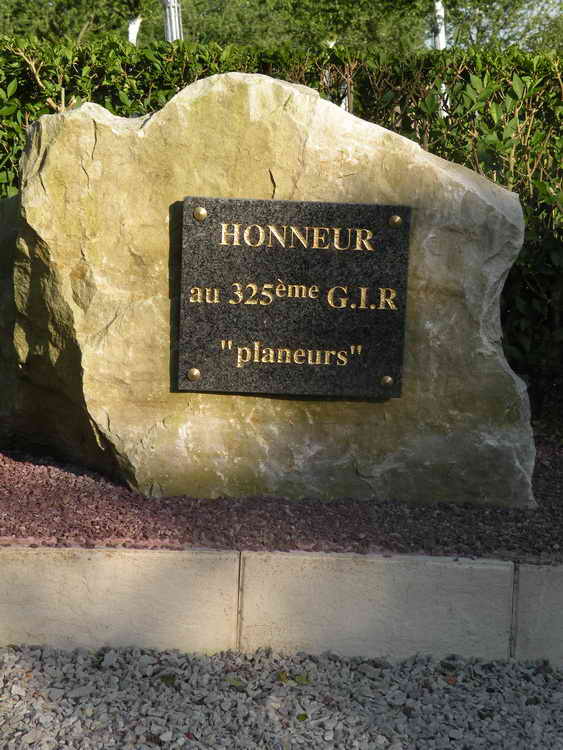 HONNEUR
au 325ème G.I.R
"planeurs"